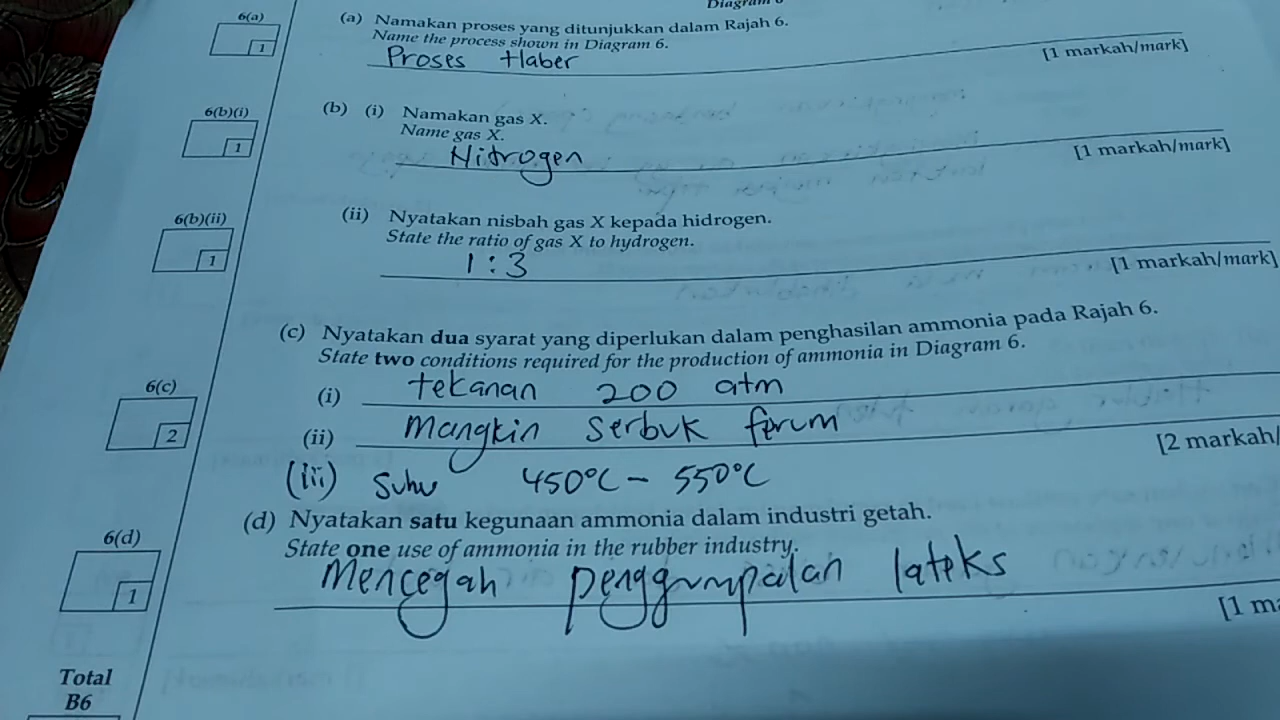 6(a)
1
(a) Namakan proses yang ditunjukkan dalam Rajah 6.
Name the process shown in Diagram 6.
Proses Haber
[1 markah/mark]
6(b)(i)
1
(b) (i) Namakan gas X.
Name gas X.
Nitrogen
[1 markah/mark]
6(b)(ii)
1
(ii) Nyatakan nisbah gas X kepada hidrogen.
State the ratio of gas X to hydrogen.
1 : 3
[1 markah/mark]
(c) Nyatakan dua syarat yang diperlukan dalam penghasilan ammonia pada Rajah 6.
State two conditions required for the production of ammonia in Diagram 6.
6(c)
2
(i) tekanan 200 atm
(ii) mangkin serbuk ferum
[2 markah/
(iii) suhu 450°C - 550°C
6(d)
1
(d) Nyatakan satu kegunaan ammonia dalam industri getah.
State one use of ammonia in the rubber industry.
Mencegah penggumpalan lateks
[1 ma
Total
B6